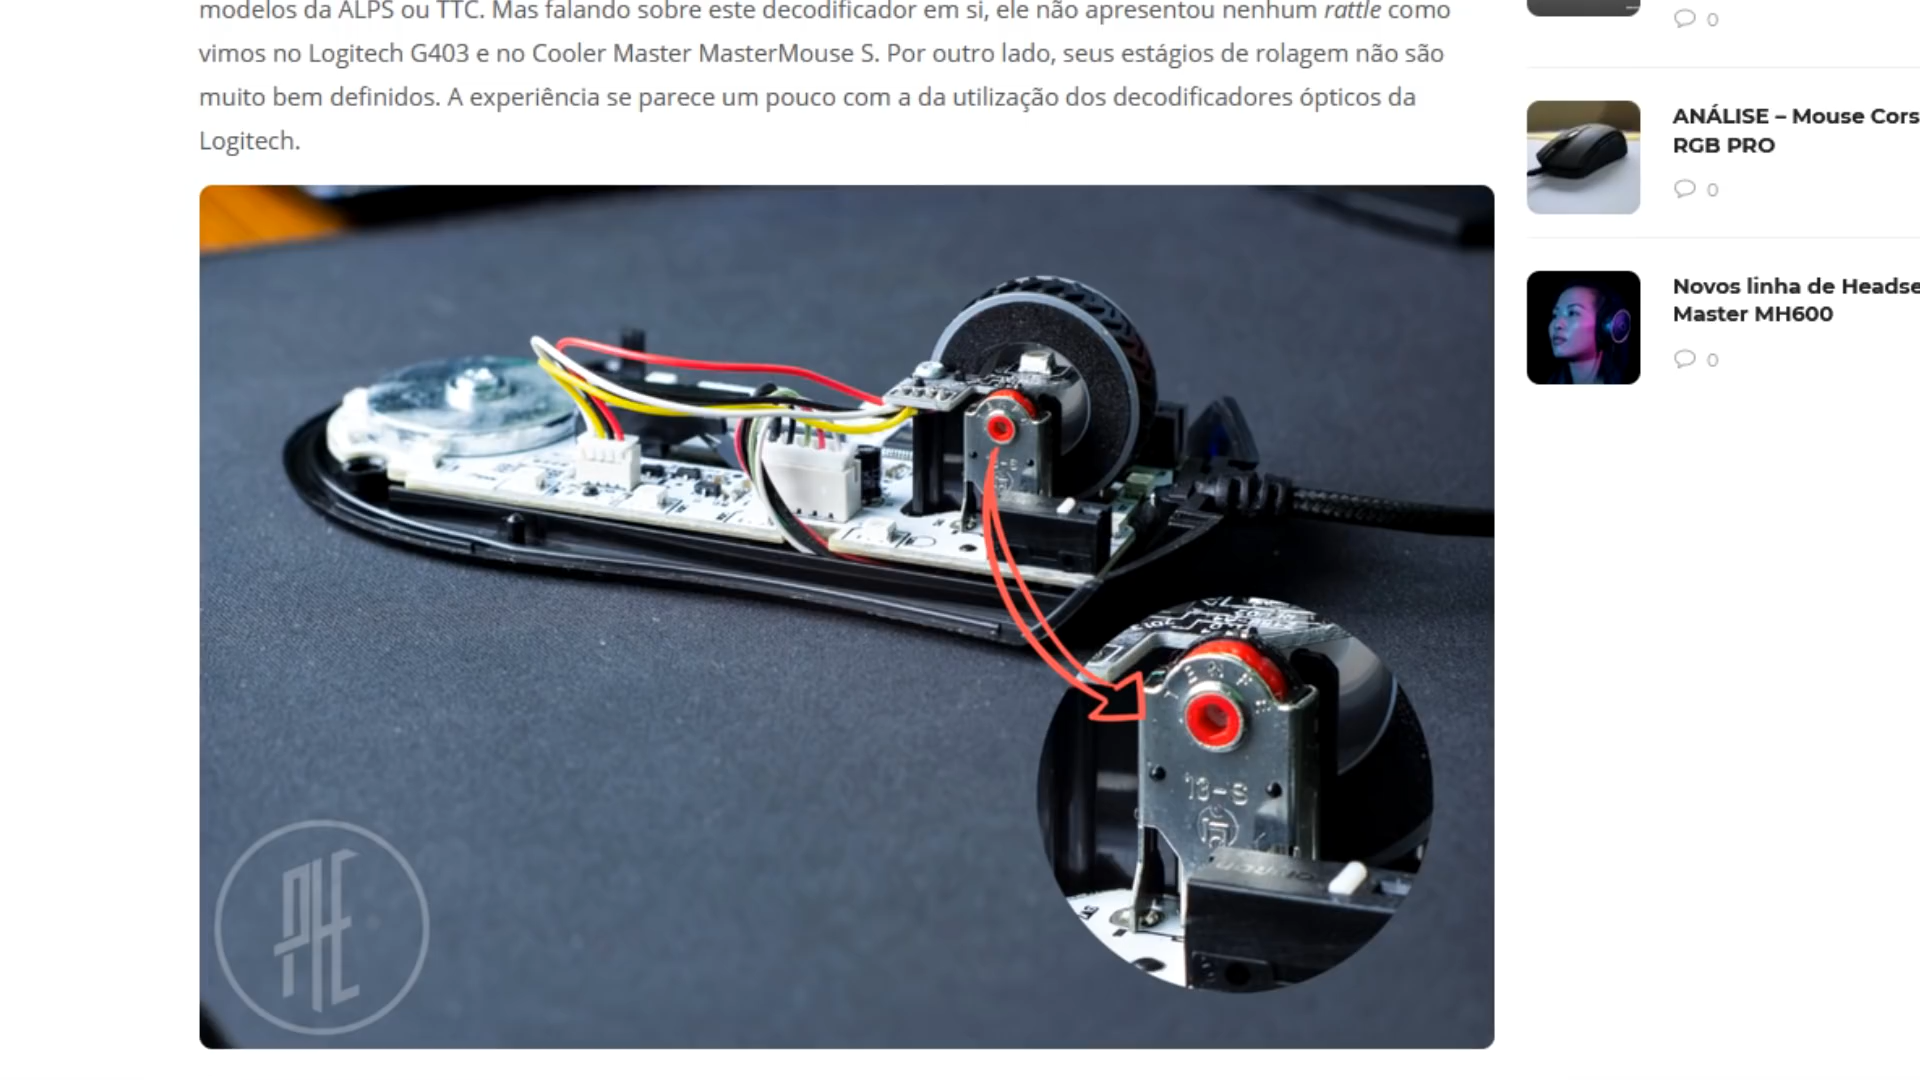 modelos da ALPS ou TTC. Mas falando sobre este decodificador em si, ele não apresentou nenhum rattle como
vimos no Logitech G403 e no Cooler Master MasterMouse S. Por outro lado, seus estágios de rolagem não são
muito bem definidos. A experiência se parece um pouco com a da utilização dos decodificadores ópticos da
Logitech.
0
ANÁLISE – Mouse Cors
RGB PRO
0
Novos linha de Headse
Master MH600
0
13-S